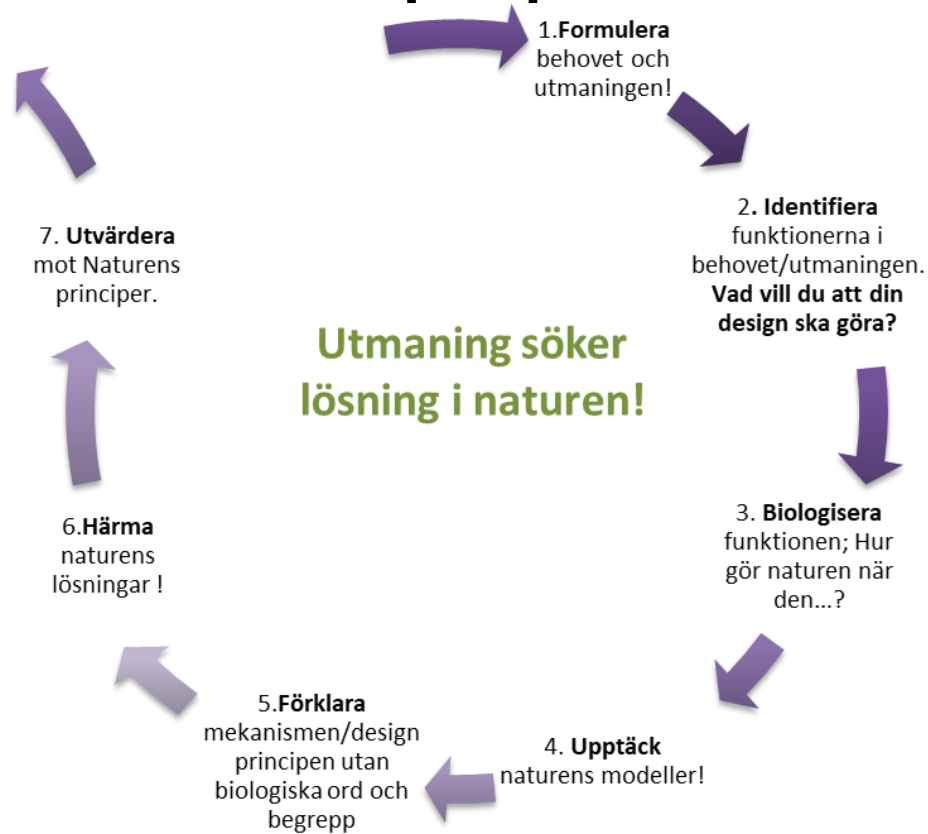 1.Formulera
behovet och
utmaningen!
2. Identifiera
funktionerna i
behovet/utmaningen.
Vad vill du att din
design ska göra?
3. Biologisera
funktionen; Hur
gör naturen när
den...?
4. Upptäck
naturens modeller!
5.Förklara
mekanismen/design
principen utan
biologiska ord och
begrepp
6.Härma
naturens
lösningar !
7. Utvärdera
mot Naturens
principer.
Utmaning söker
lösning i naturen!